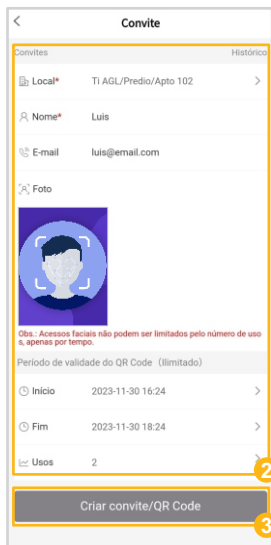 Convite
Convites Histórico
Local* Ti AGL/Predio/Apto 102
Nome* Luis
E-mail luis@email.com
Foto
Obs.: Acessos faciais não podem ser limitados pelo número de uso
s, apenas por tempo.
Período de validade do QR Code (Ilimitado)
Início 2023-11-30 16:24
Fim 2023-11-30 18:24
Usos 2
2
Criar convite/QR Code
3